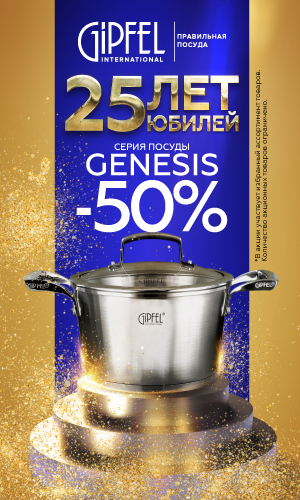 GIPFEL
INTERNATIONAL
ПРАВИЛЬНАЯ
ПОСУДА
25 ЛЕТ
ЮБИЛЕЙ
СЕРИЯ ПОСУДЫ
GENESIS
-50%
*В акции участвует избранный ассортимент товаров.
Количество акционных товаров ограничено.
GIPFEL